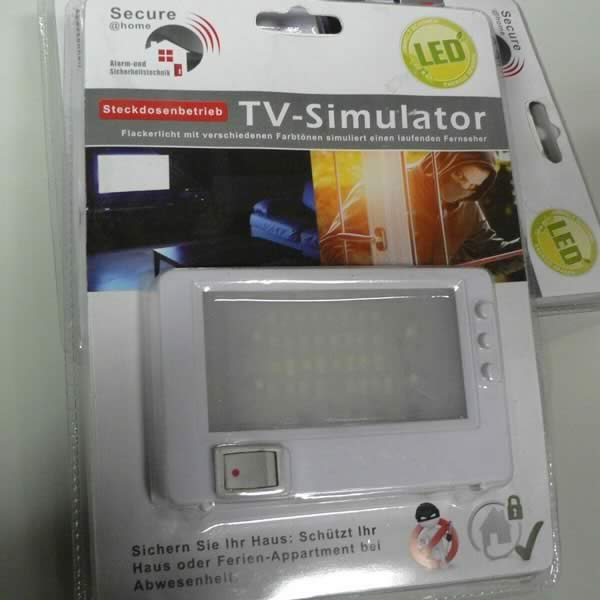 Secure
@home
Alarm-und
Sicherheitstechnik
LED
Secure
@home
Steckdosenbetrieb
TV-Simulator
Flackerlicht mit verschiedenen Farbtönen simuliert einen laufenden Fernseher
LED
Sichern Sie Ihr Haus: Schützt Ihr
Haus oder Ferien-Appartment bei
Abwesenheit